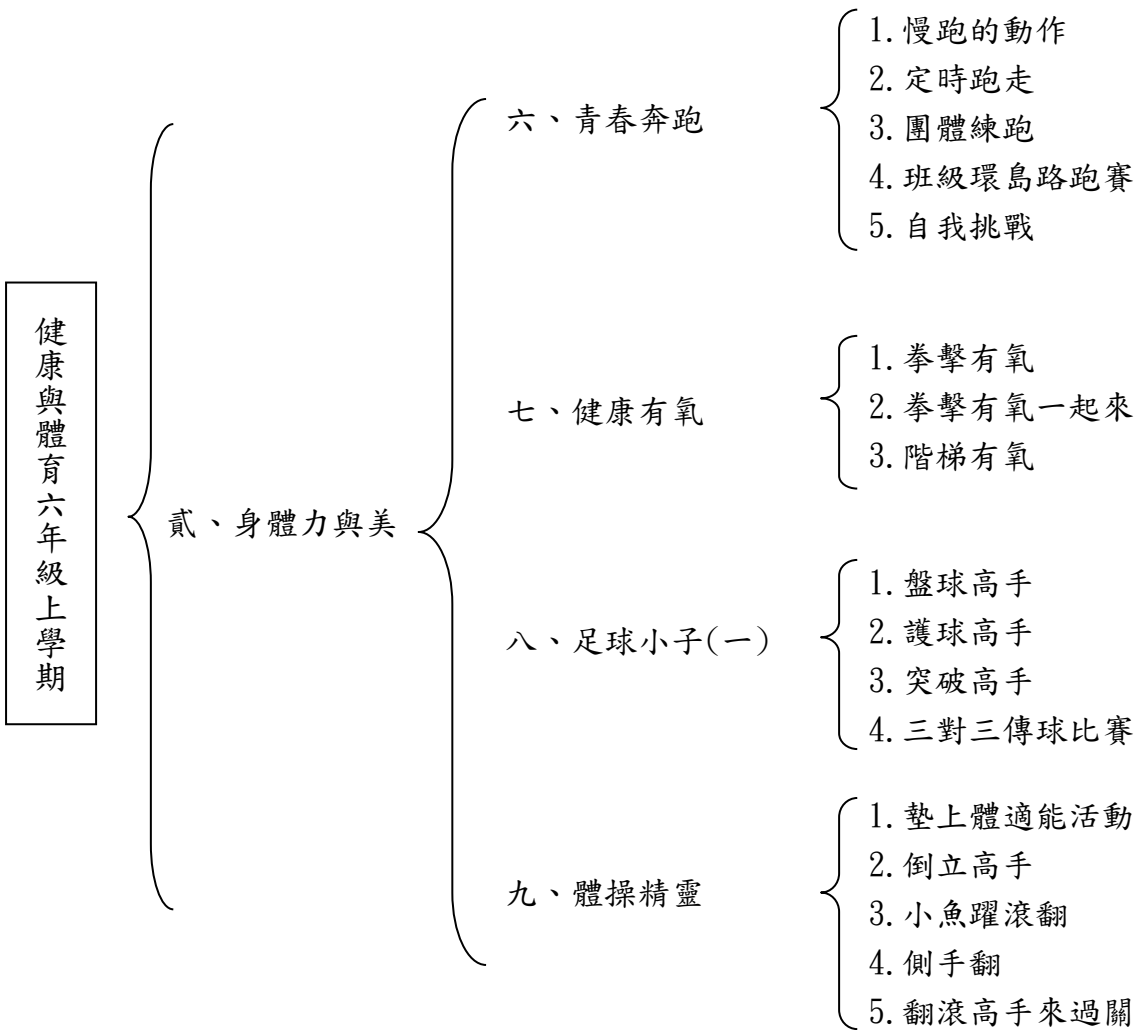 健康與體育六年級上學期
貳、身體力與美
六、青春奔跑
1.慢跑的動作
2.定時跑走
3.團體練跑
4.班級環島路跑賽
5.自我挑戰
七、健康有氧
1.拳擊有氧
2.拳擊有氧一起來
3.階梯有氧
八、足球小子(一)
1.盤球高手
2.護球高手
3.突破高手
4.三對三傳球比賽
九、體操精靈
1.墊上體適能活動
2.倒立高手
3.小魚躍滾翻
4.側手翻
5.翻滾高手來過關